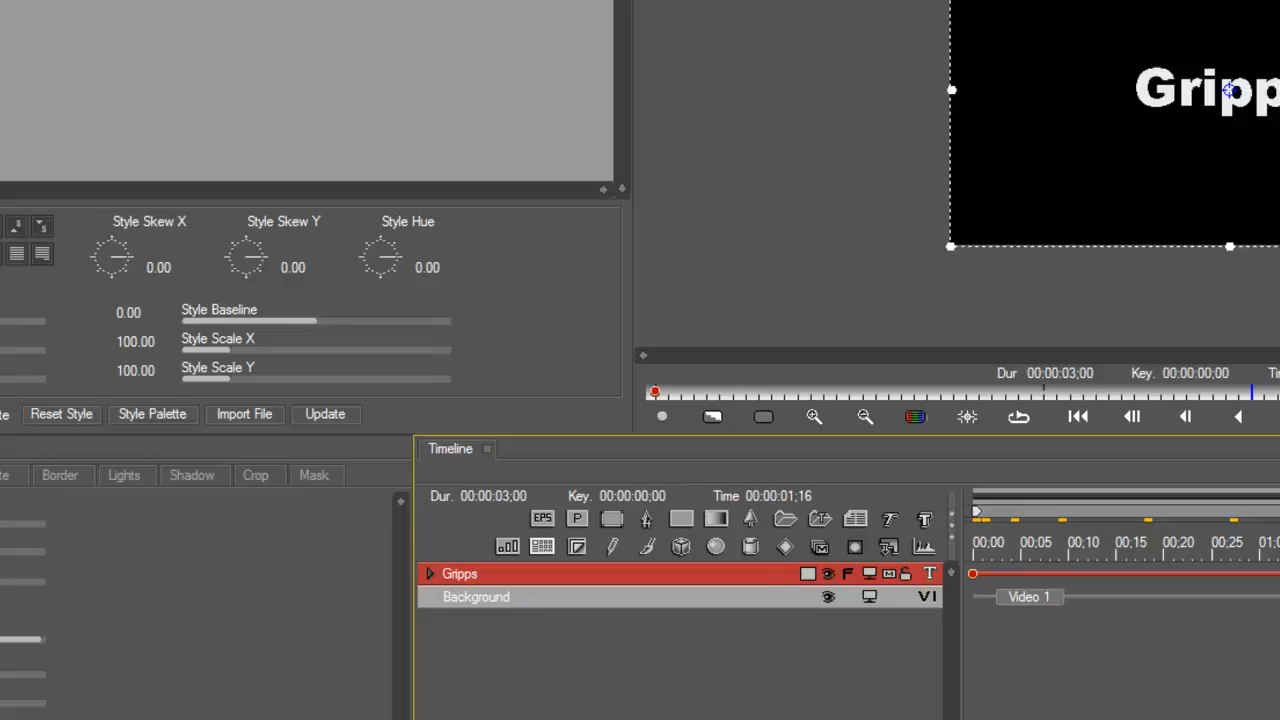 Gripp
Style Skew X
Style Skew Y
Style Hue
0.00
0.00
0.00
0.00
Style Baseline
100.00
Style Scale X
100.00
Style Scale Y
Dur 00:00:03;00
Key. 00:00:00;00
Reset Style
Style Palette
Import File
Update
Timeline
Border
Lights
Shadow
Crop
Mask
Dur. 00:00:03;00
Key. 00:00:00;00
Time 00:00:01;16
EPS
P
00;00
00;05
00;10
00;15
00;20
00;25
Gripps
F
M
T
Background
VI
Video 1